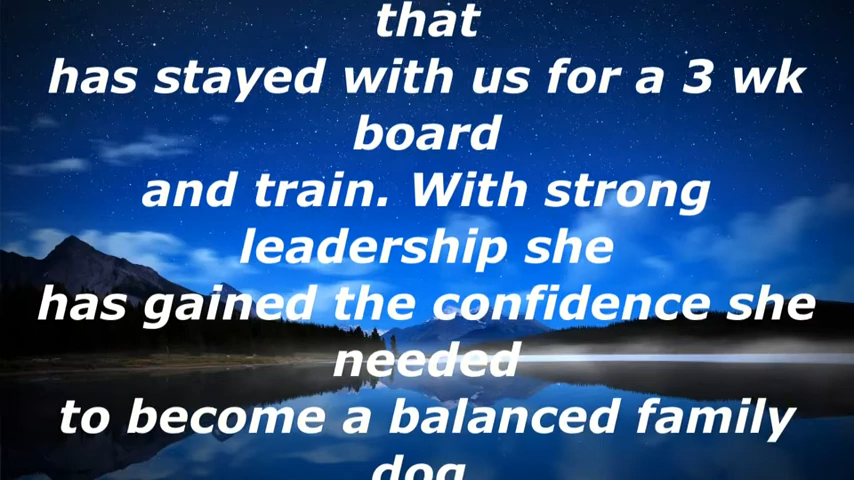 that
has stayed with us for a 3 wk
board
and train. With strong
leadership she
has gained the confidence she
needed
to become a balanced family
dog